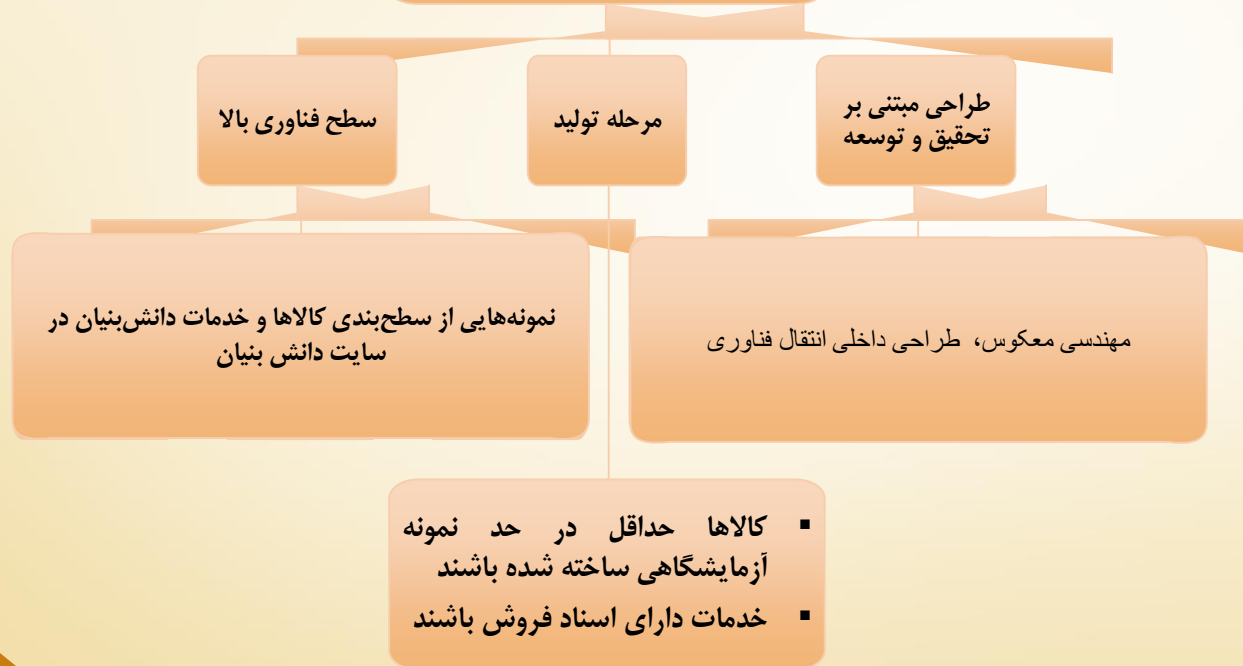 طراحی مبتنی بر
تحقیق و توسعه
مرحله تولید
سطح فناوری بالا
مهندسی معکوس، طراحی داخلی انتقال فناوری
نمونه‌هایی از سطح‌بندی کالاها و خدمات دانش‌بنیان در
سایت دانش بنیان
▪ کالاها حداقل در حد نمونه
آزمایشگاهی ساخته شده باشند
▪ خدمات دارای اسناد فروش باشند